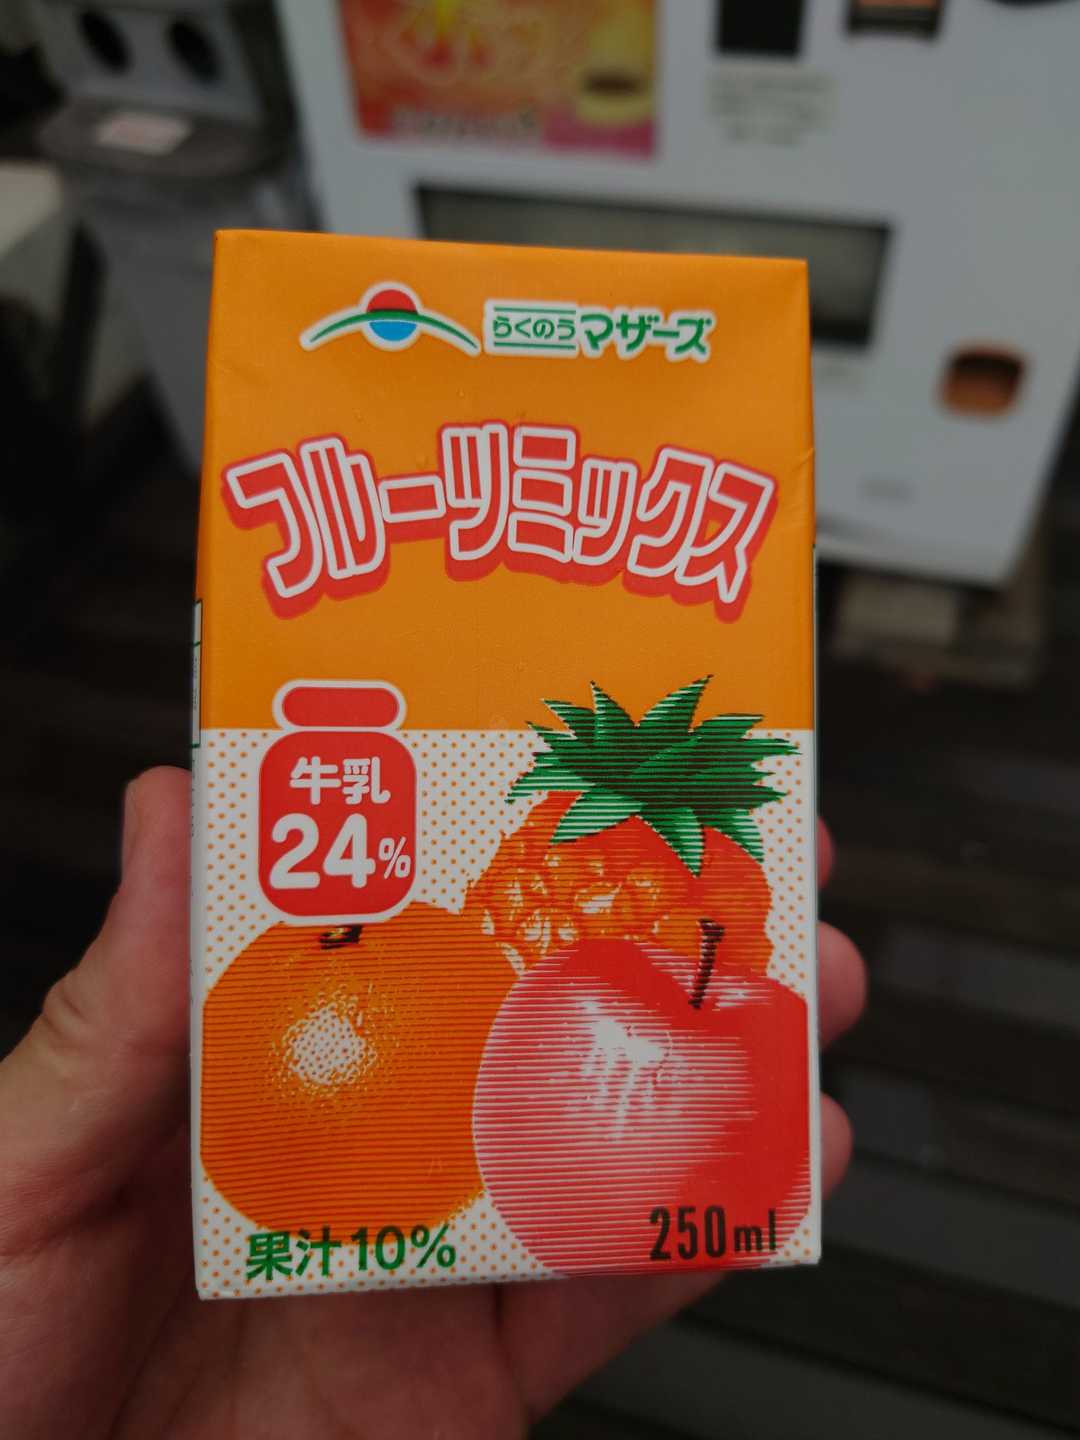 らくのうマザーズ
フルーツミックス
牛乳
24%
果汁10%
250ml